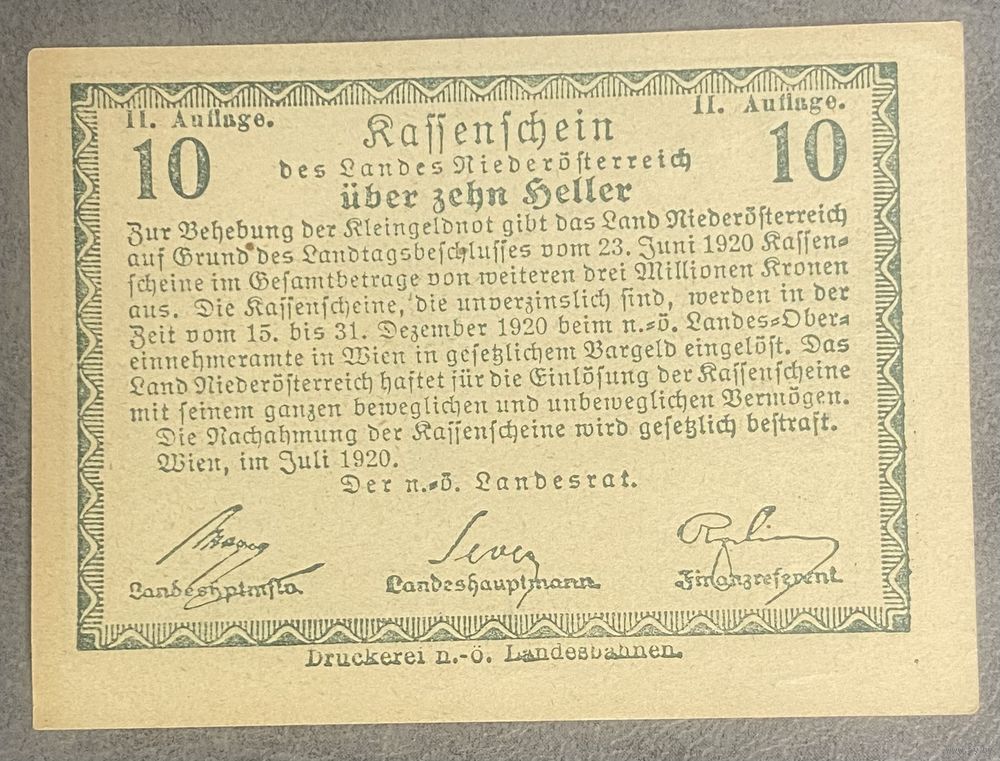 II. Auflage.
II. Auflage.
10
Kassenschein
10
des Landes Niederösterreich
über zehn Heller
Zur Behebung der Kleingeldnot gibt das Land Niederösterreich
auf Grund des Landtagsbeschlusses vom 23. Juni 1920 Kassen-
scheine im Gesamtbetrage von weiteren drei Millionen Kronen
aus. Die Kassenscheine, die unverzinslich sind, werden in der
Zeit vom 15. bis 31. Dezember 1920 beim n.-ö. Landes-Ober-
einnehmeramte in Wien in gesetzlichem Bargeld eingelöst. Das
Land Niederösterreich haftet für die Einlösung der Kassenscheine
mit seinem ganzen beweglichen und unbeweglichen Vermögen.
Die Nachahmung der Kassenscheine wird gesetzlich bestraft.
Wien, im Juli 1920.
Der n.-ö. Landesrat.
Sever
Landeshptmsta.
Landeshauptmann.
Finanzreferent.
Druckerei n.-ö. Landesbahnen.